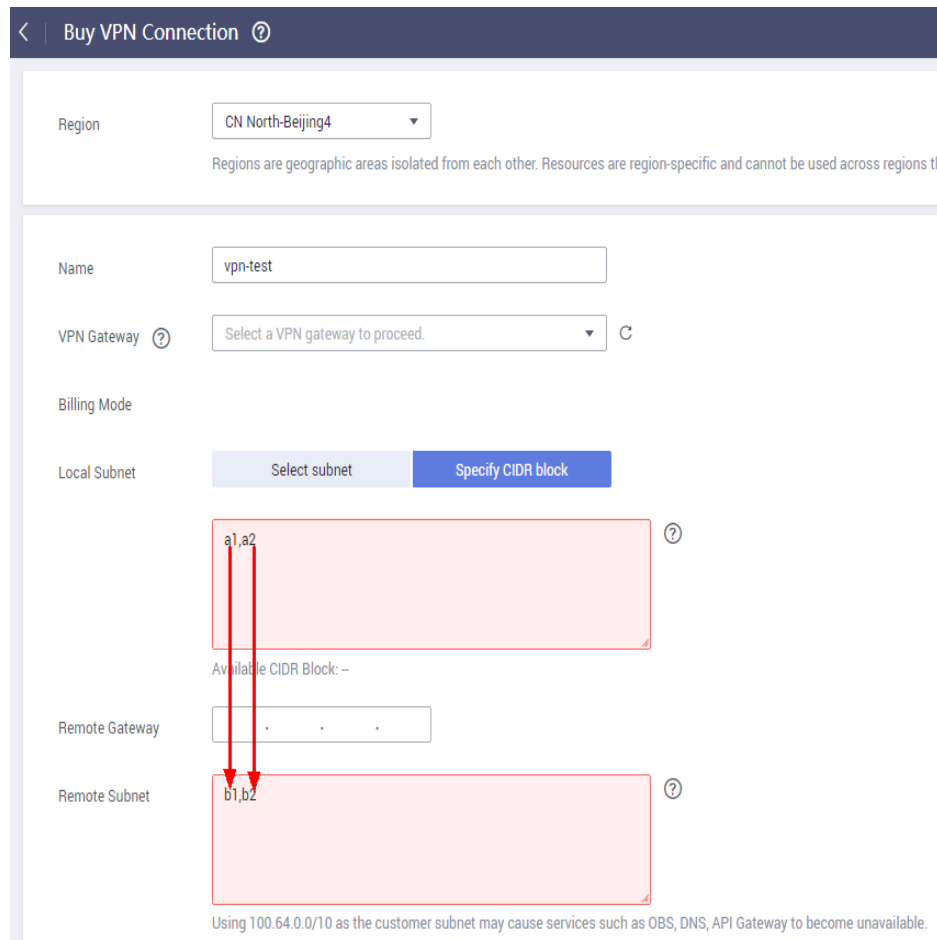 Buy VPN Connection ?
Region
CN North-Beijing4
Regions are geographic areas isolated from each other. Resources are region-specific and cannot be used across regions
Name
vpn-test
VPN Gateway ?
Select a VPN gateway to proceed.
Billing Mode
Local Subnet
Select subnet
Specify CIDR block
a1,a2
?
Available CIDR Block: --
Remote Gateway
. . .
Remote Subnet
b1,b2
?
Using 100.64.0.0/10 as the customer subnet may cause services such as OBS, DNS, API Gateway to become unavailable.